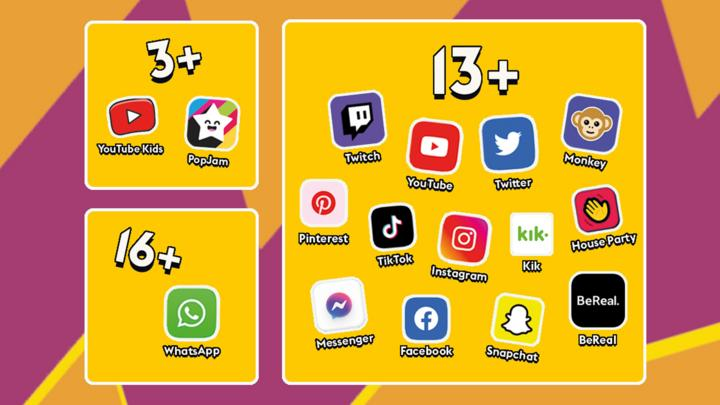 3+
YouTube Kids
PopJam
16+
WhatsApp
13+
Twitch
YouTube
Twitter
Monkey
Pinterest
TikTok
Instagram
kik.
Kik
House Party
Messenger
Facebook
Snapchat
BeReal.
BeReal